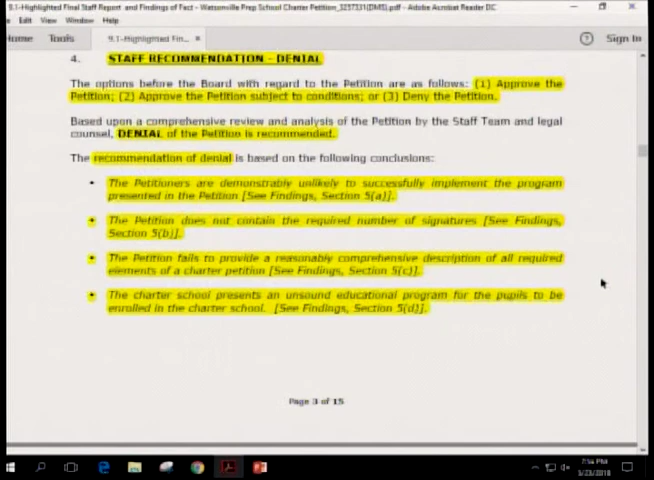 9.1-Highlighted Final Staff Report and Findings of Fact - Watsonville Prep School Charter Petition_3257331(DMS).pdf - Adobe Acrobat Reader DC
Edit View Window Help
Home Tools 9.1-Highlighted Fin... × ? Sign In
4. STAFF RECOMMENDATION - DENIAL
The options before the Board with regard to the Petition are as follows: (1) Approve the
Petition; (2) Approve the Petition subject to conditions; or (3) Deny the Petition.
Based upon a comprehensive review and analysis of the Petition by the Staff Team and legal
counsel, DENIAL of the Petition is recommended.
The recommendation of denial is based on the following conclusions:
• The Petitioners are demonstrably unlikely to successfully implement the program
presented in the Petition [See Findings, Section 5(a)].
• The Petition does not contain the required number of signatures [See Findings,
Section 5(b)].
• The Petition fails to provide a reasonably comprehensive description of all required
elements of a charter petition [See Findings, Section 5(c)].
• The charter school presents an unsound educational program for the pupils to be
enrolled in the charter school. [See Findings, Section 5(d)].
Page 3 of 15
7:14 PM
5/23/2018